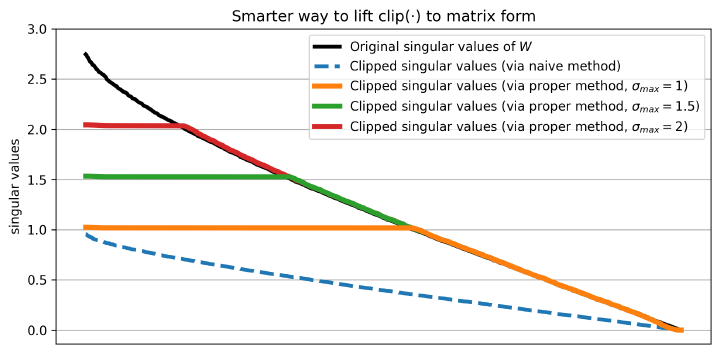 Smarter way to lift clip(·) to matrix form
3.0
2.5
2.0
1.5
1.0
0.5
0.0
singular values
Original singular values of W
Clipped singular values (via naive method)
Clipped singular values (via proper method, σmax = 1)
Clipped singular values (via proper method, σmax = 1.5)
Clipped singular values (via proper method, σmax = 2)